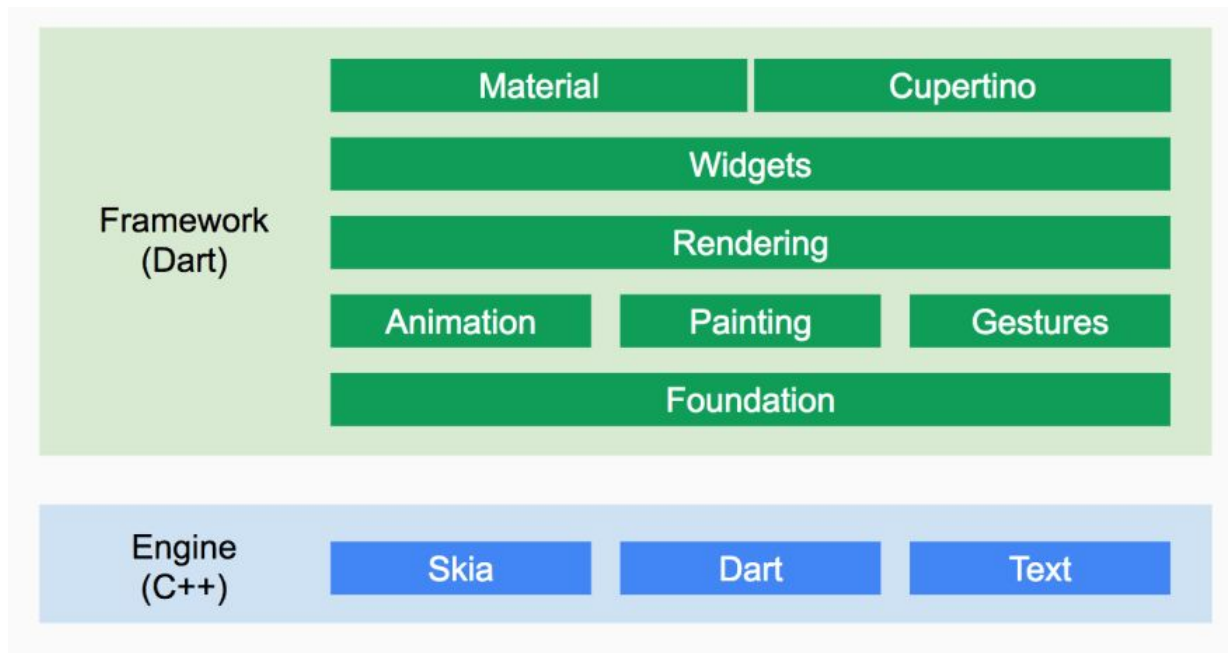 Material
Cupertino
Widgets
Framework
(Dart)
Rendering
Animation
Painting
Gestures
Foundation
Engine
(C++)
Skia
Dart
Text